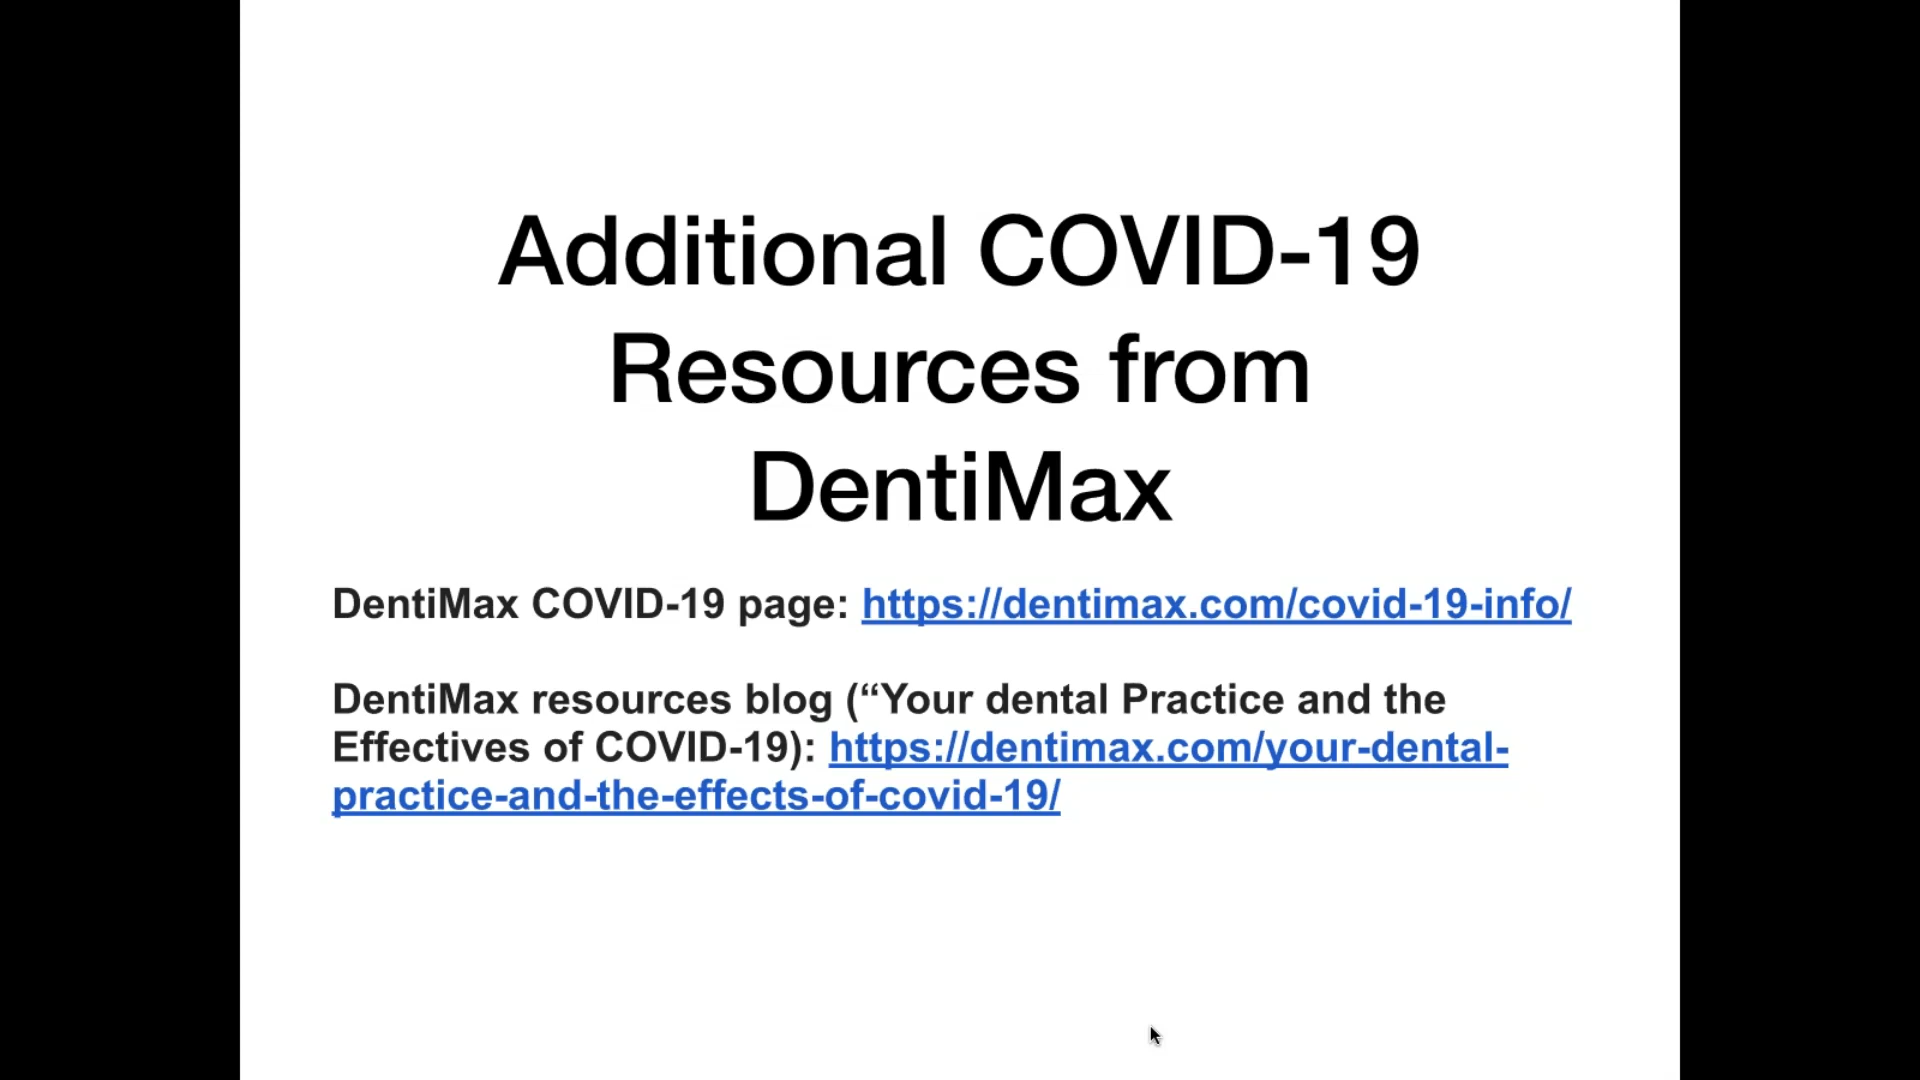 Additional COVID-19
Resources from
DentiMax
DentiMax COVID-19 page: https://dentimax.com/covid-19-info/
DentiMax resources blog (“Your dental Practice and the
Effectives of COVID-19): https://dentimax.com/your-dental-
practice-and-the-effects-of-covid-19/